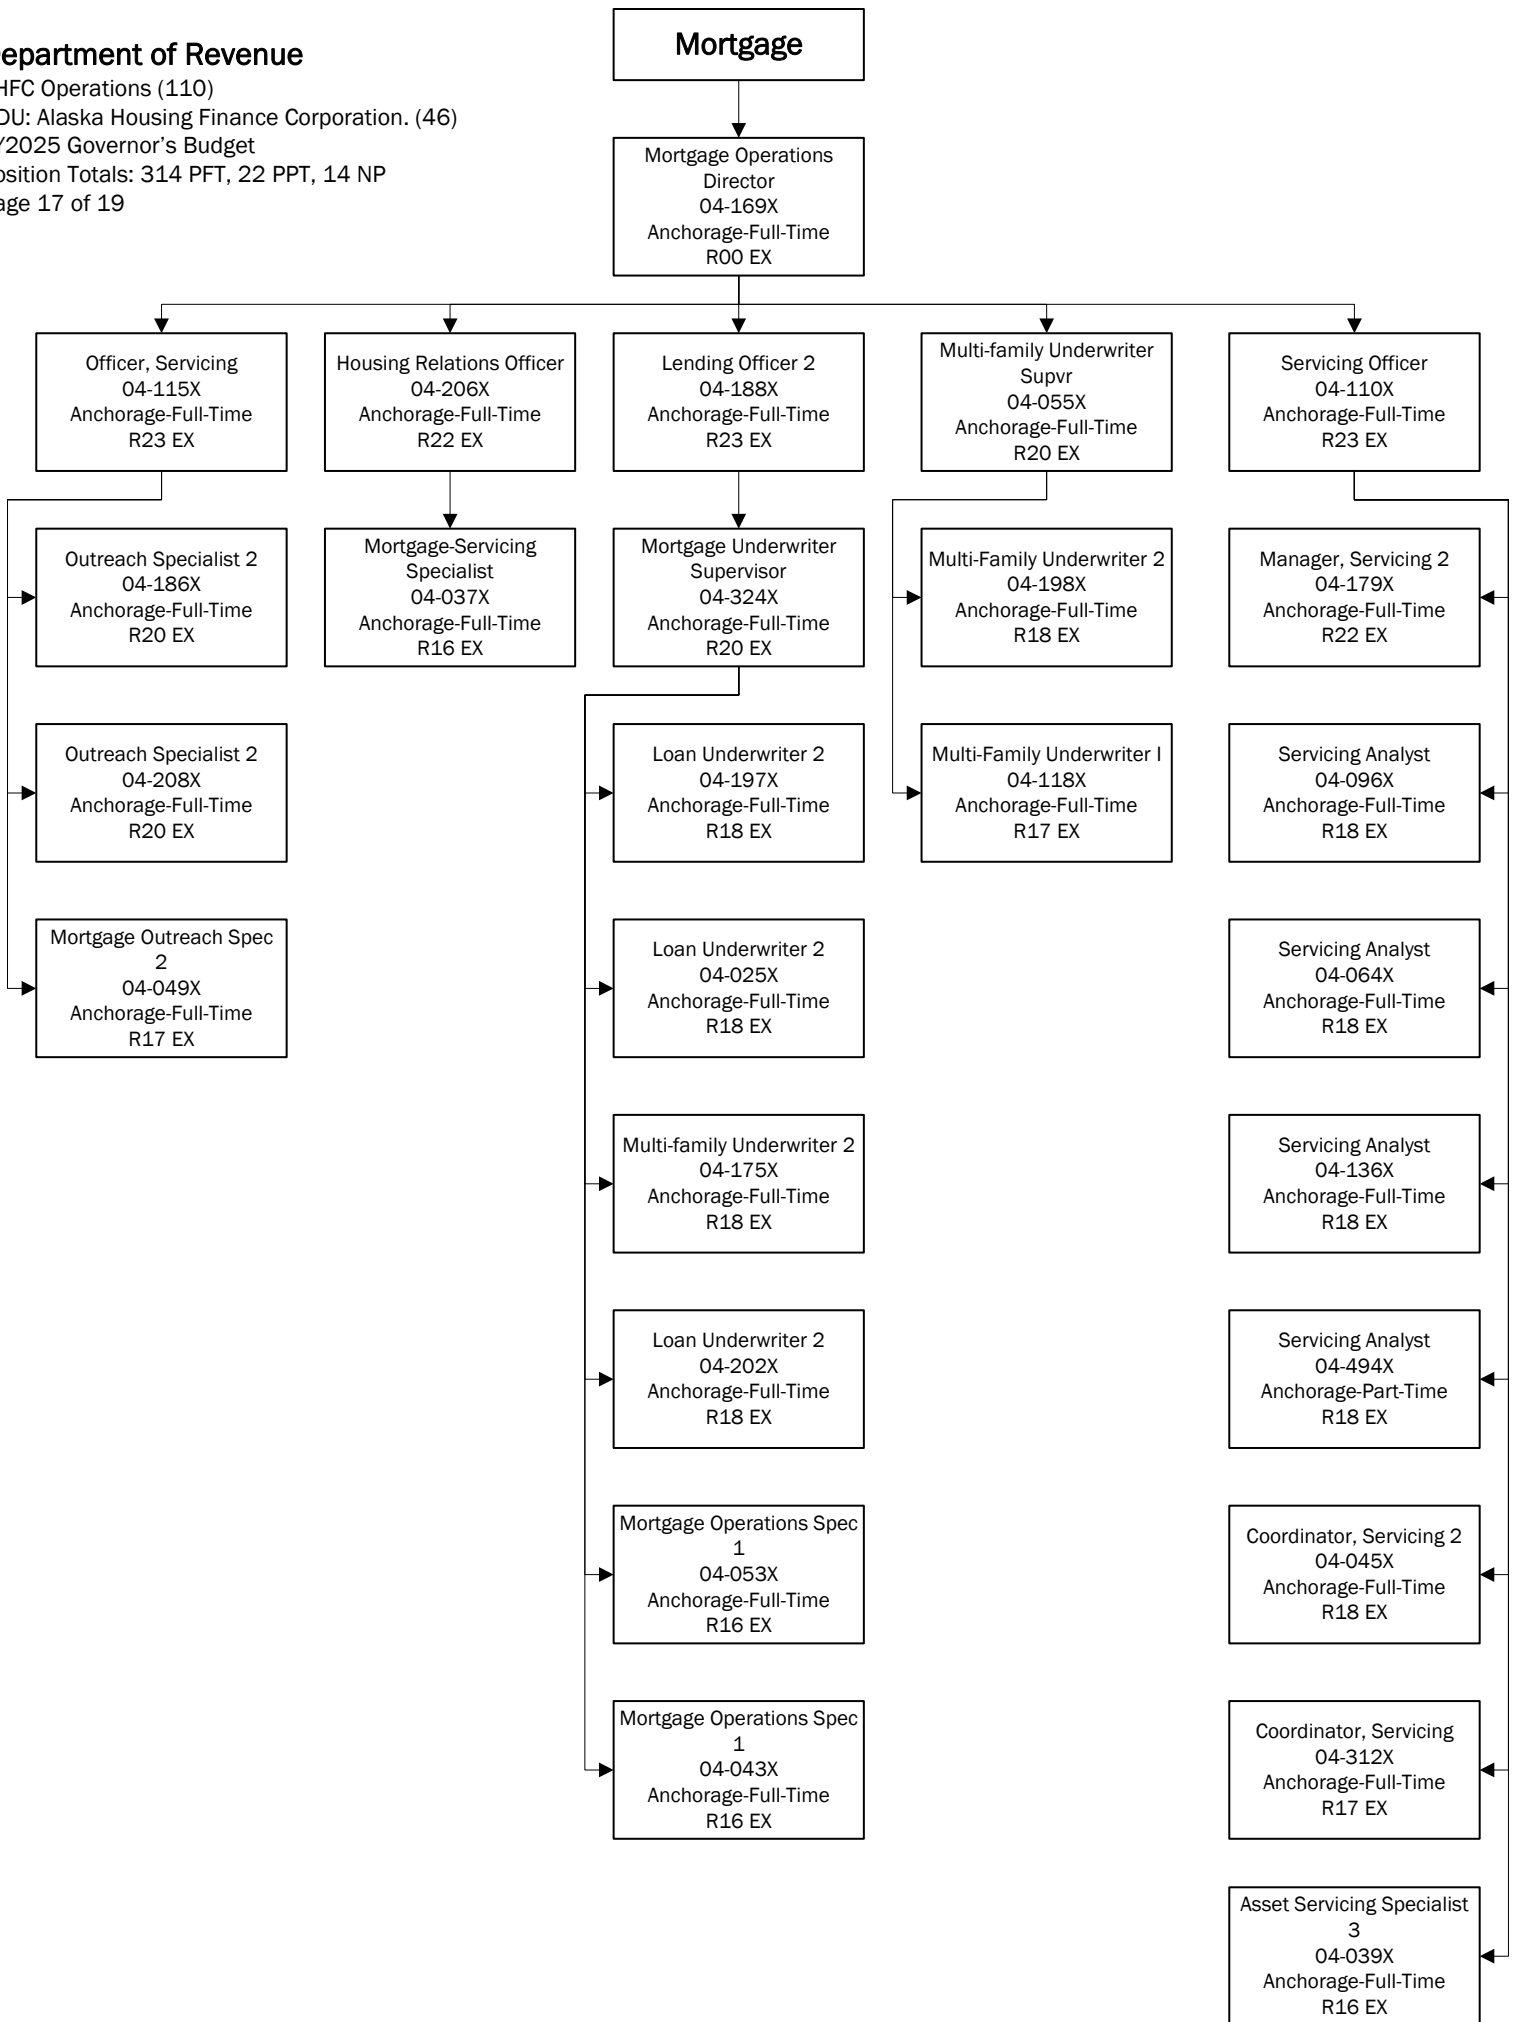 epartment of Revenue
HFC Operations (110)
DU: Alaska Housing Finance Corporation. (46)
Y2025 Governor's Budget
osition Totals: 314 PFT, 22 PPT, 14 NP
age 17 of 19
Mortgage
Mortgage Operations
Director
04-169X
Anchorage-Full-Time
R00 EX
Officer, Servicing
04-115X
Anchorage-Full-Time
R23 EX
Housing Relations Officer
04-206X
Anchorage-Full-Time
R22 EX
Lending Officer 2
04-188X
Anchorage-Full-Time
R23 EX
Multi-family Underwriter
Supvr
04-055X
Anchorage-Full-Time
R20 EX
Servicing Officer
04-110X
Anchorage-Full-Time
R23 EX
Outreach Specialist 2
04-186X
Anchorage-Full-Time
R20 EX
Mortgage-Servicing
Specialist
04-037X
Anchorage-Full-Time
R16 EX
Mortgage Underwriter
Supervisor
04-324X
Anchorage-Full-Time
R20 EX
Multi-Family Underwriter 2
04-198X
Anchorage-Full-Time
R18 EX
Manager, Servicing 2
04-179X
Anchorage-Full-Time
R22 EX
Outreach Specialist 2
04-208X
Anchorage-Full-Time
R20 EX
Loan Underwriter 2
04-197X
Anchorage-Full-Time
R18 EX
Multi-Family Underwriter I
04-118X
Anchorage-Full-Time
R17 EX
Servicing Analyst
04-096X
Anchorage-Full-Time
R18 EX
Mortgage Outreach Spec
2
04-049X
Anchorage-Full-Time
R17 EX
Loan Underwriter 2
04-025X
Anchorage-Full-Time
R18 EX
Servicing Analyst
04-064X
Anchorage-Full-Time
R18 EX
Multi-family Underwriter 2
04-175X
Anchorage-Full-Time
R18 EX
Servicing Analyst
04-136X
Anchorage-Full-Time
R18 EX
Loan Underwriter 2
04-202X
Anchorage-Full-Time
R18 EX
Servicing Analyst
04-494X
Anchorage-Part-Time
R18 EX
Mortgage Operations Spec
1
04-053X
Anchorage-Full-Time
R16 EX
Coordinator, Servicing 2
04-045X
Anchorage-Full-Time
R18 EX
Mortgage Operations Spec
1
04-043X
Anchorage-Full-Time
R16 EX
Coordinator, Servicing
04-312X
Anchorage-Full-Time
R17 EX
Asset Servicing Specialist
3
04-039X
Anchorage-Full-Time
R16 EX